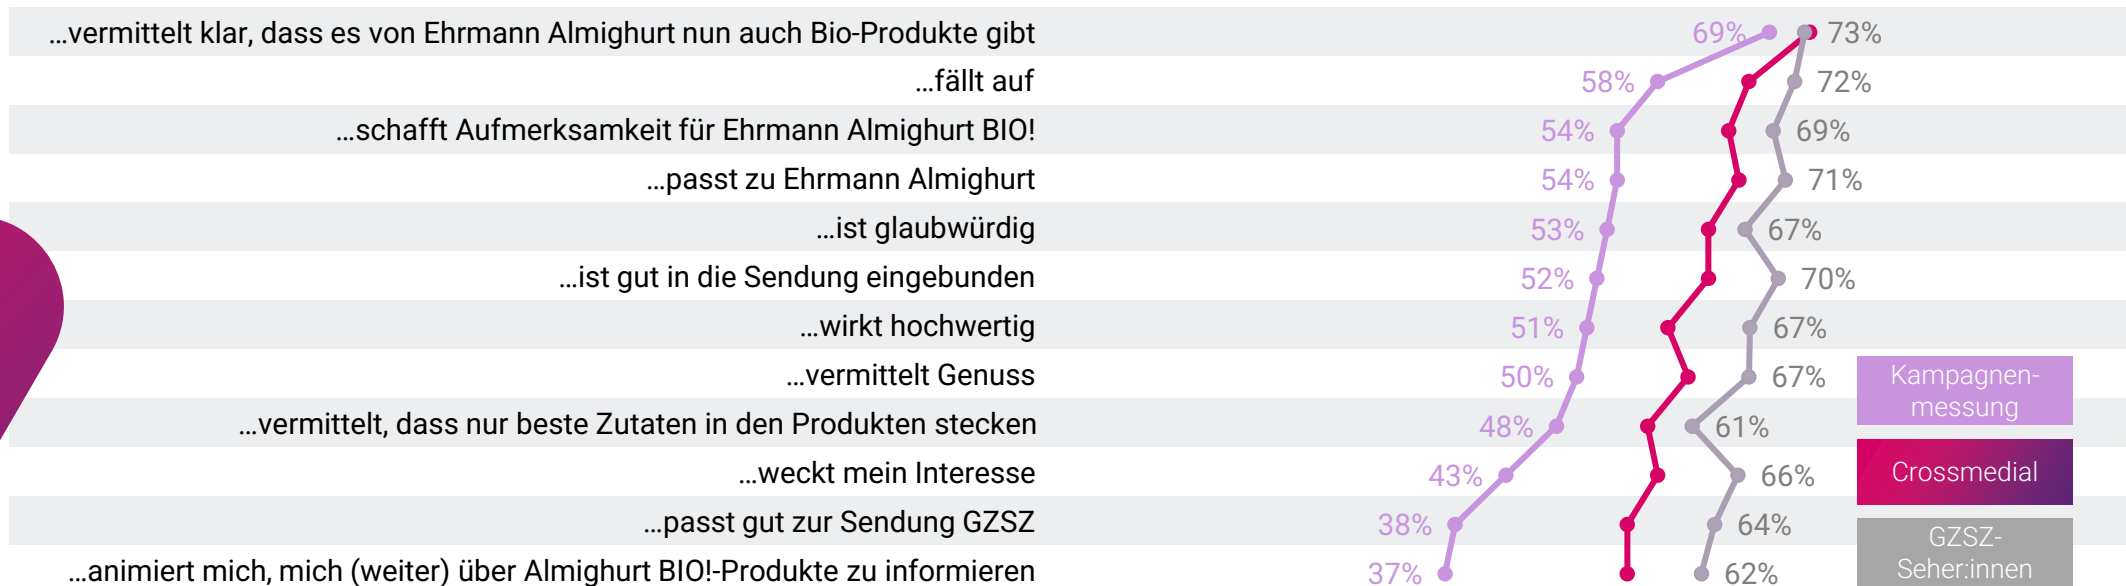 ...vermittelt klar, dass es von Ehrmann Almighurt nun auch Bio-Produkte gibt 69% 73%
...fällt auf 58% 72%
...schafft Aufmerksamkeit für Ehrmann Almighurt BIO! 54% 69%
...passt zu Ehrmann Almighurt 54% 71%
...ist glaubwürdig 53% 67%
...ist gut in die Sendung eingebunden 52% 70%
...wirkt hochwertig 51% 67%
...vermittelt Genuss 50% 67%
...vermittelt, dass nur beste Zutaten in den Produkten stecken 48% 61%
...weckt mein Interesse 43% 66%
...passt gut zur Sendung GZSZ 38% 64%
...animiert mich, mich (weiter) über Almighurt BIO!-Produkte zu informieren 37% 62%
Kampagnen-
messung
Crossmedial
GZSZ-
Seher:innen